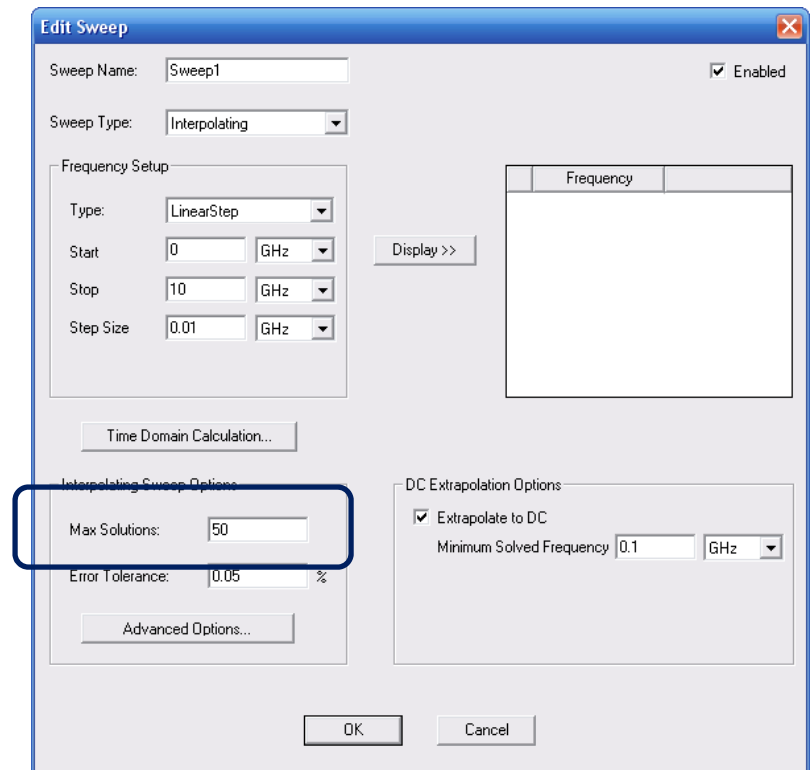 Edit Sweep
Sweep Name: Sweep1 Enabled
Sweep Type: Interpolating
Frequency Setup
Type: LinearStep
Start 0 GHz
Stop 10 GHz
Step Size 0.01 GHz
Display >>
Frequency
Time Domain Calculation...
Interpolating Sweep Options
Max Solutions: 50
Error Tolerance: 0.05 %
Advanced Options...
DC Extrapolation Options
Extrapolate to DC
Minimum Solved Frequency 0.1 GHz
OK Cancel